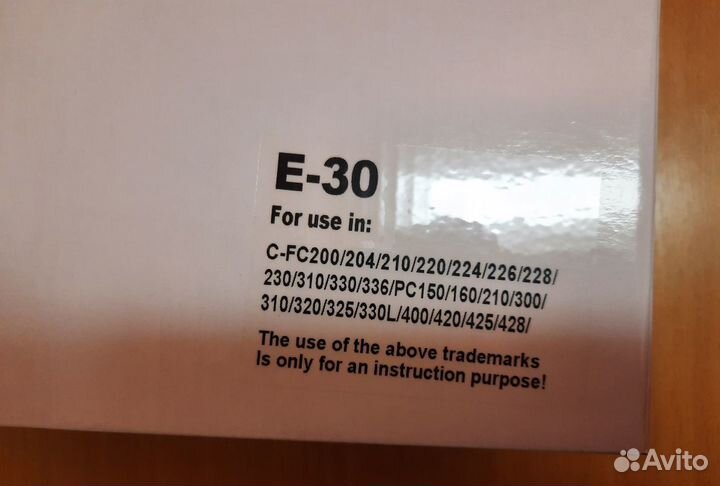 E-30
For use in:
C-FC200/204/210/220/224/226/228/
230/310/330/336/PC150/160/210/300/
310/320/325/330L/400/420/425/428/
The use of the above trademarks
Is only for an instruction purpose!
Avito